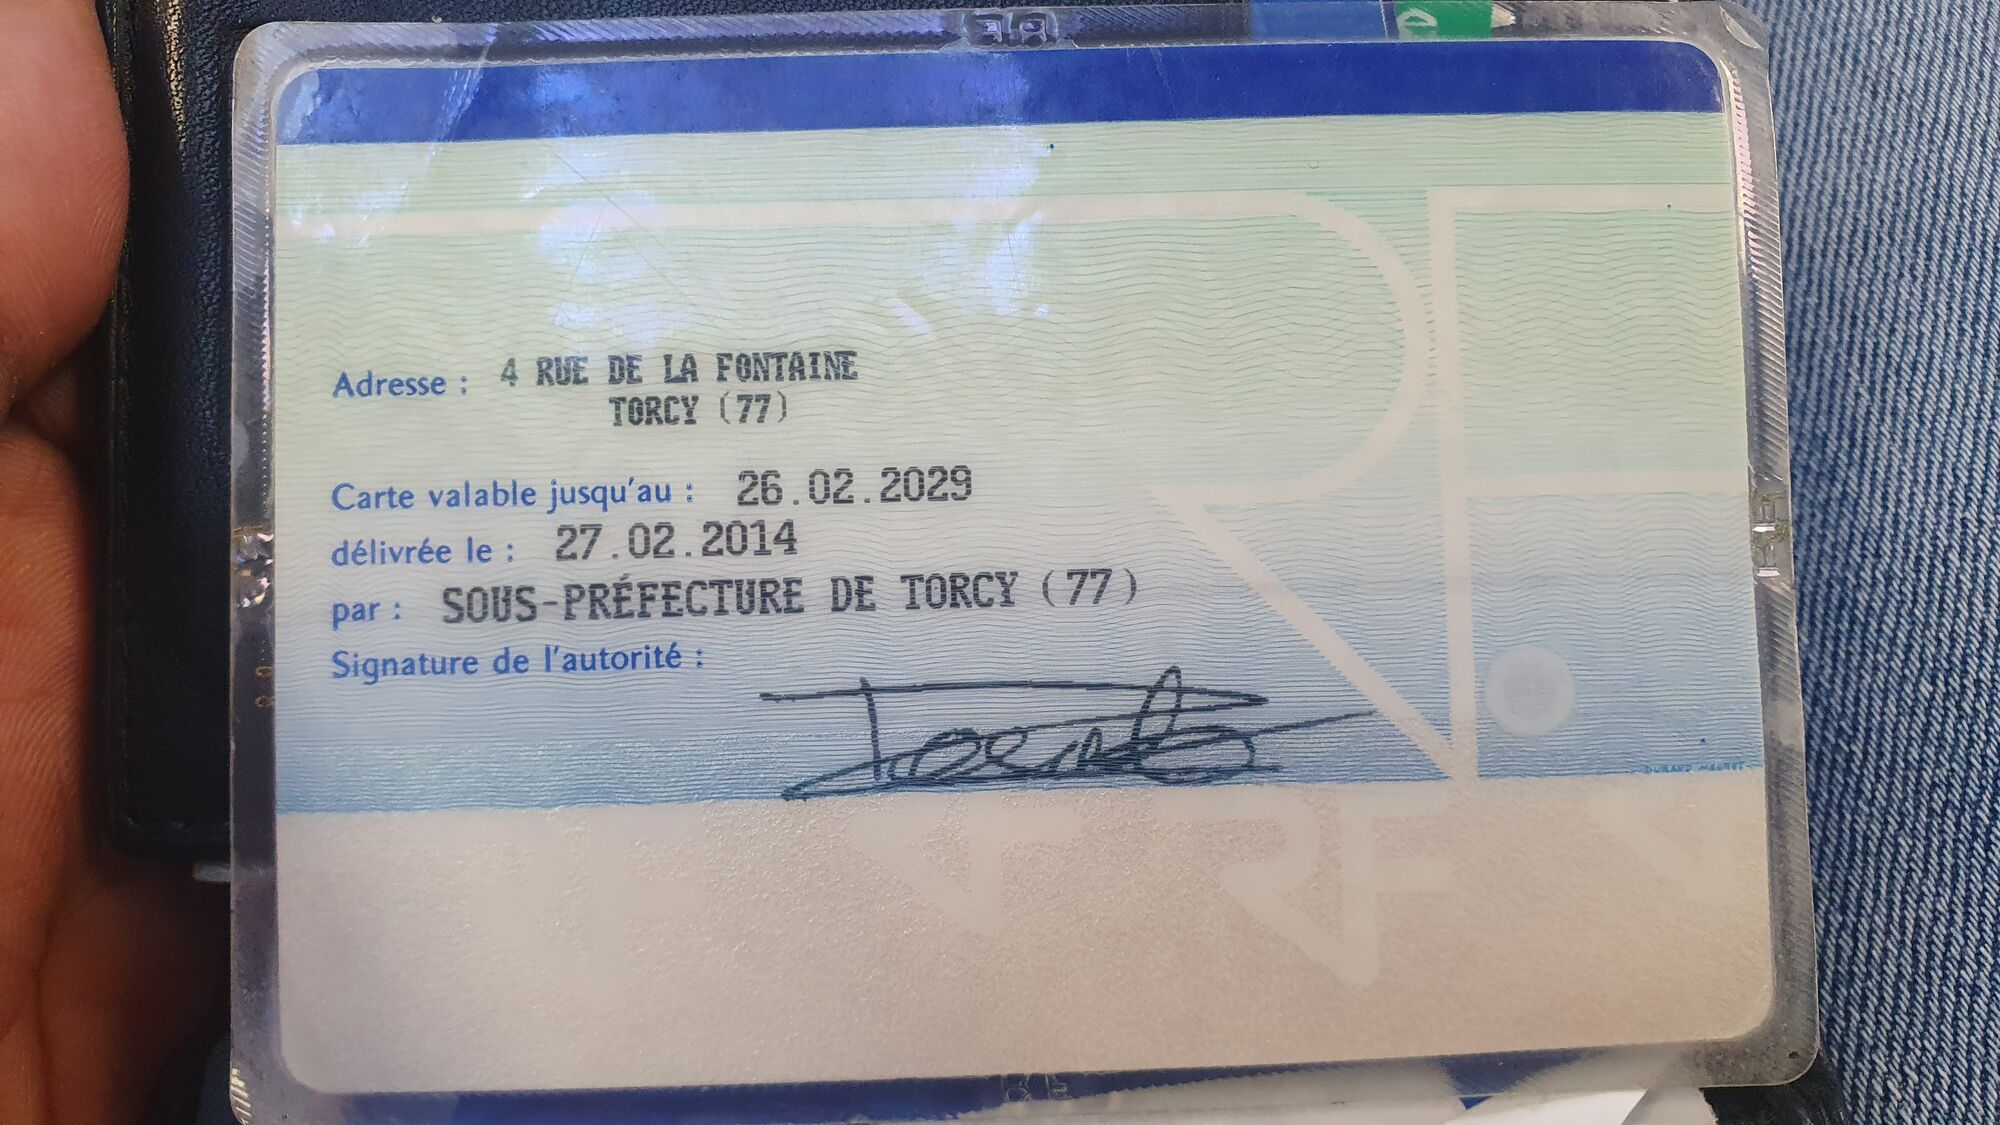 Adresse : 4 RUE DE LA FONTAINE
TORCY (77)
Carte valable jusqu'au : 26.02.2029
délivrée le : 27.02.2014
par : SOUS-PRÉFECTURE DE TORCY (77)
Signature de l'autorité :
RF